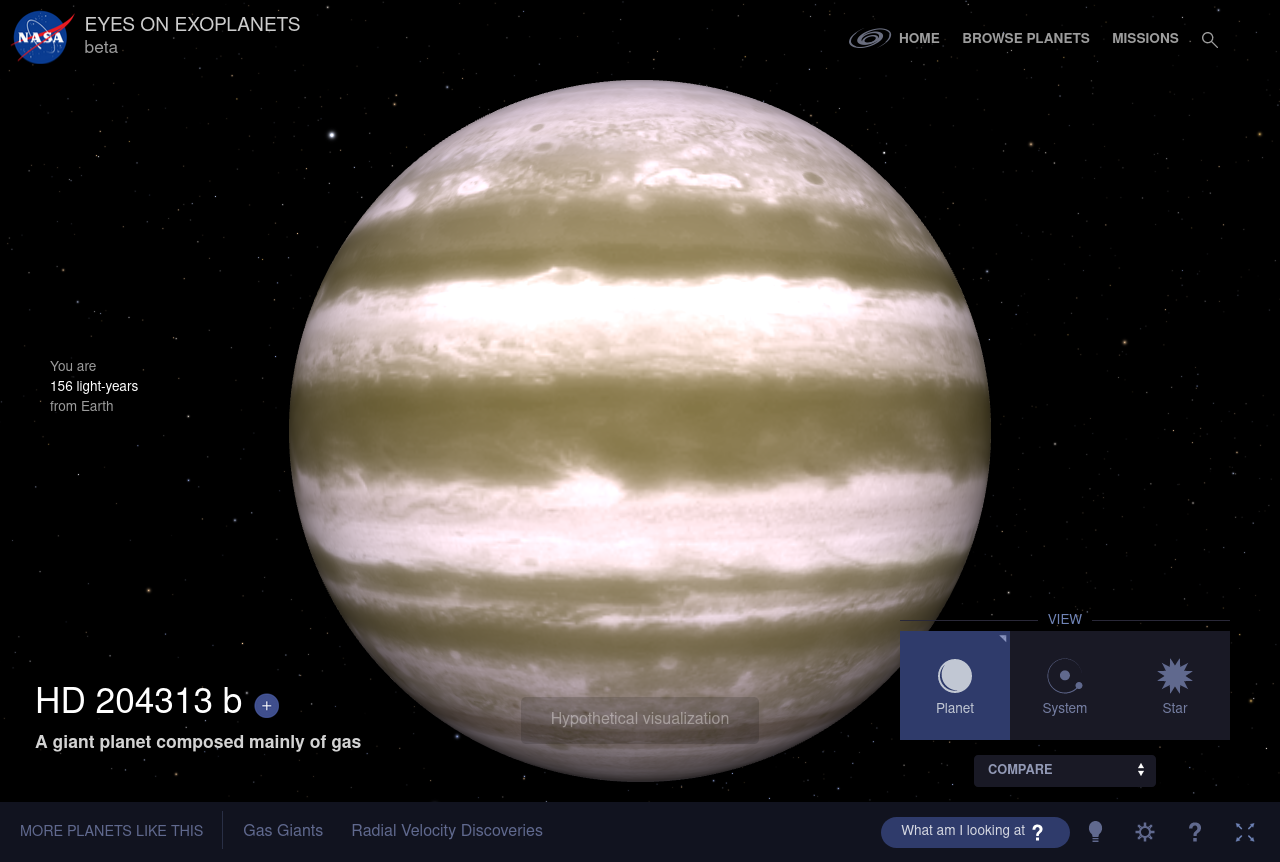 NASA
EYES ON EXOPLANETS
beta
HOME BROWSE PLANETS MISSIONS
You are
156 light-years
from Earth
VIEW
Planet System Star
HD 204313 b +
A giant planet composed mainly of gas
Hypothetical visualization
COMPARE
MORE PLANETS LIKE THIS Gas Giants Radial Velocity Discoveries
What am I looking at ? ?